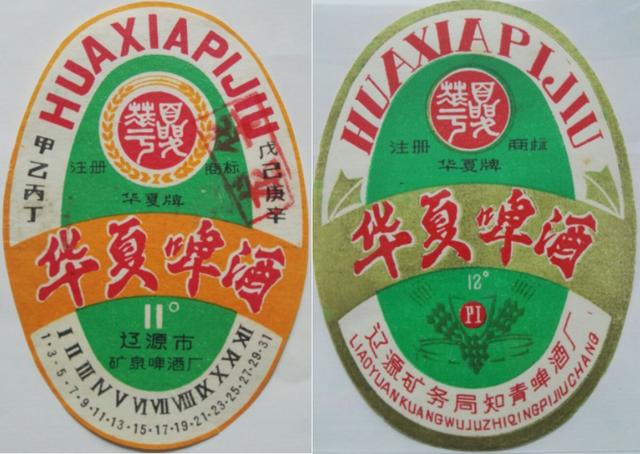 HUAXIAPIJIU
華夏
甲乙丙丁
戊己庚辛
注册 商标
华夏牌
华夏啤酒
11°
辽源市
矿泉啤酒厂
I II III IV V VI VII VIII IX X XI XII
1·3·5·7·9·11·13·15·17·19·21·23·25·27·29·31
HUAXIAPIJIU
華夏
注册 商标
华夏牌
华夏啤酒
12°
PI
辽源矿务局知青啤酒厂
LIAOYUANKUANGWUJUZHIQINGPIJIUCHANG